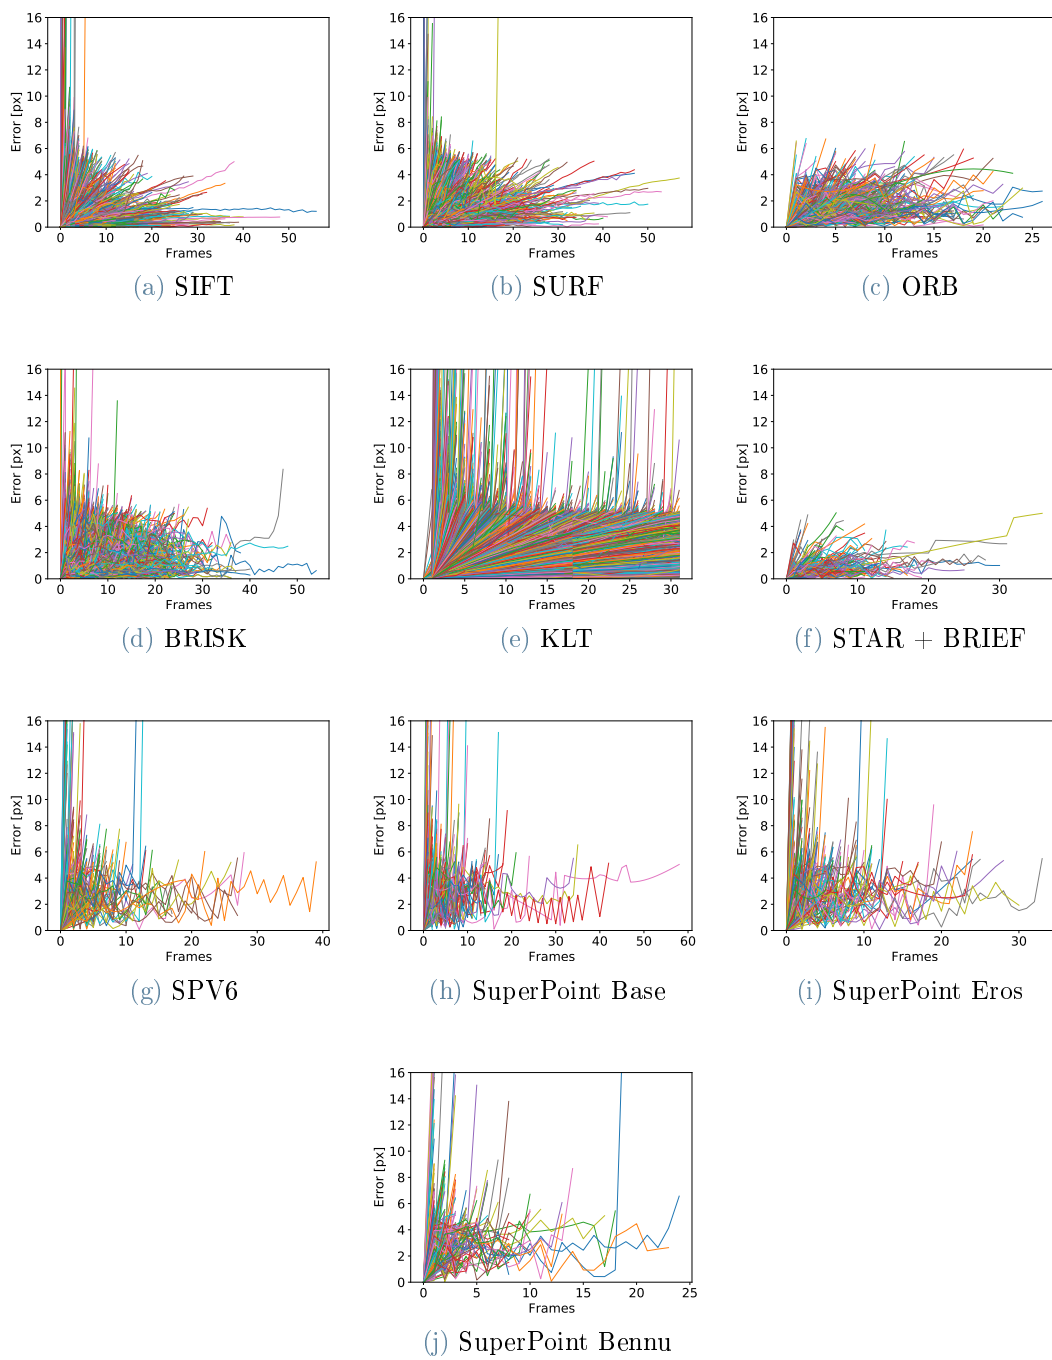 16
14
12
10
8
6
4
2
0
Error [px]
0 10 20 30 40 50
Frames
(a) SIFT
16
14
12
10
8
6
4
2
0
Error [px]
0 10 20 30 40 50
Frames
(b) SURF
16
14
12
10
8
6
4
2
0
Error [px]
0 5 10 15 20 25
Frames
(c) ORB
16
14
12
10
8
6
4
2
0
Error [px]
0 10 20 30 40 50
Frames
(d) BRISK
16
14
12
10
8
6
4
2
0
Error [px]
0 5 10 15 20 25 30
Frames
(e) KLT
16
14
12
10
8
6
4
2
0
Error [px]
0 10 20 30
Frames
(f) STAR + BRIEF
16
14
12
10
8
6
4
2
0
Error [px]
0 10 20 30 40
Frames
(g) SPV6
16
14
12
10
8
6
4
2
0
Error [px]
0 10 20 30 40 50 60
Frames
(h) SuperPoint Base
16
14
12
10
8
6
4
2
0
Error [px]
0 10 20 30
Frames
(i) SuperPoint Eros
16
14
12
10
8
6
4
2
0
Error [px]
0 5 10 15 20 25
Frames
(j) SuperPoint Bennu